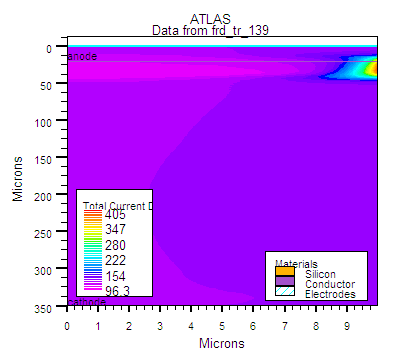 ATLAS
Data from frd_tr_139
anode
0
50
100
150
200
250
300
350
Microns
Total Current D
405
347
280
222
154
96.3
Materials
Silicon
Conductor
Electrodes
cathode
0 1 2 3 4 5 6 7 8 9
Microns